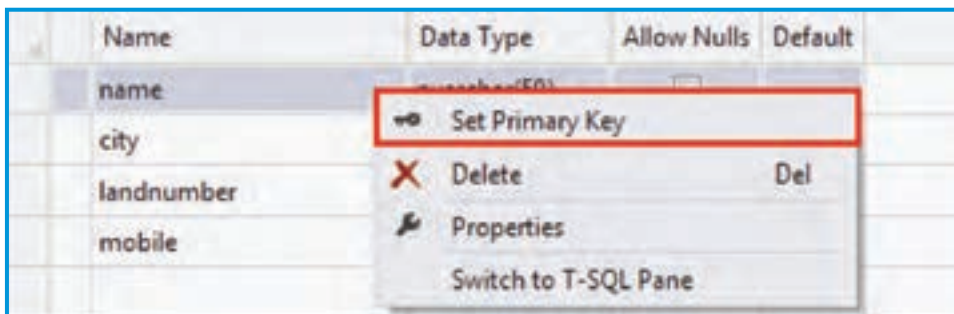 Name Data Type Allow Nulls Default
name
Set Primary Key
city
Delete Del
landnumber
Properties
mobile
Switch to T-SQL Pane